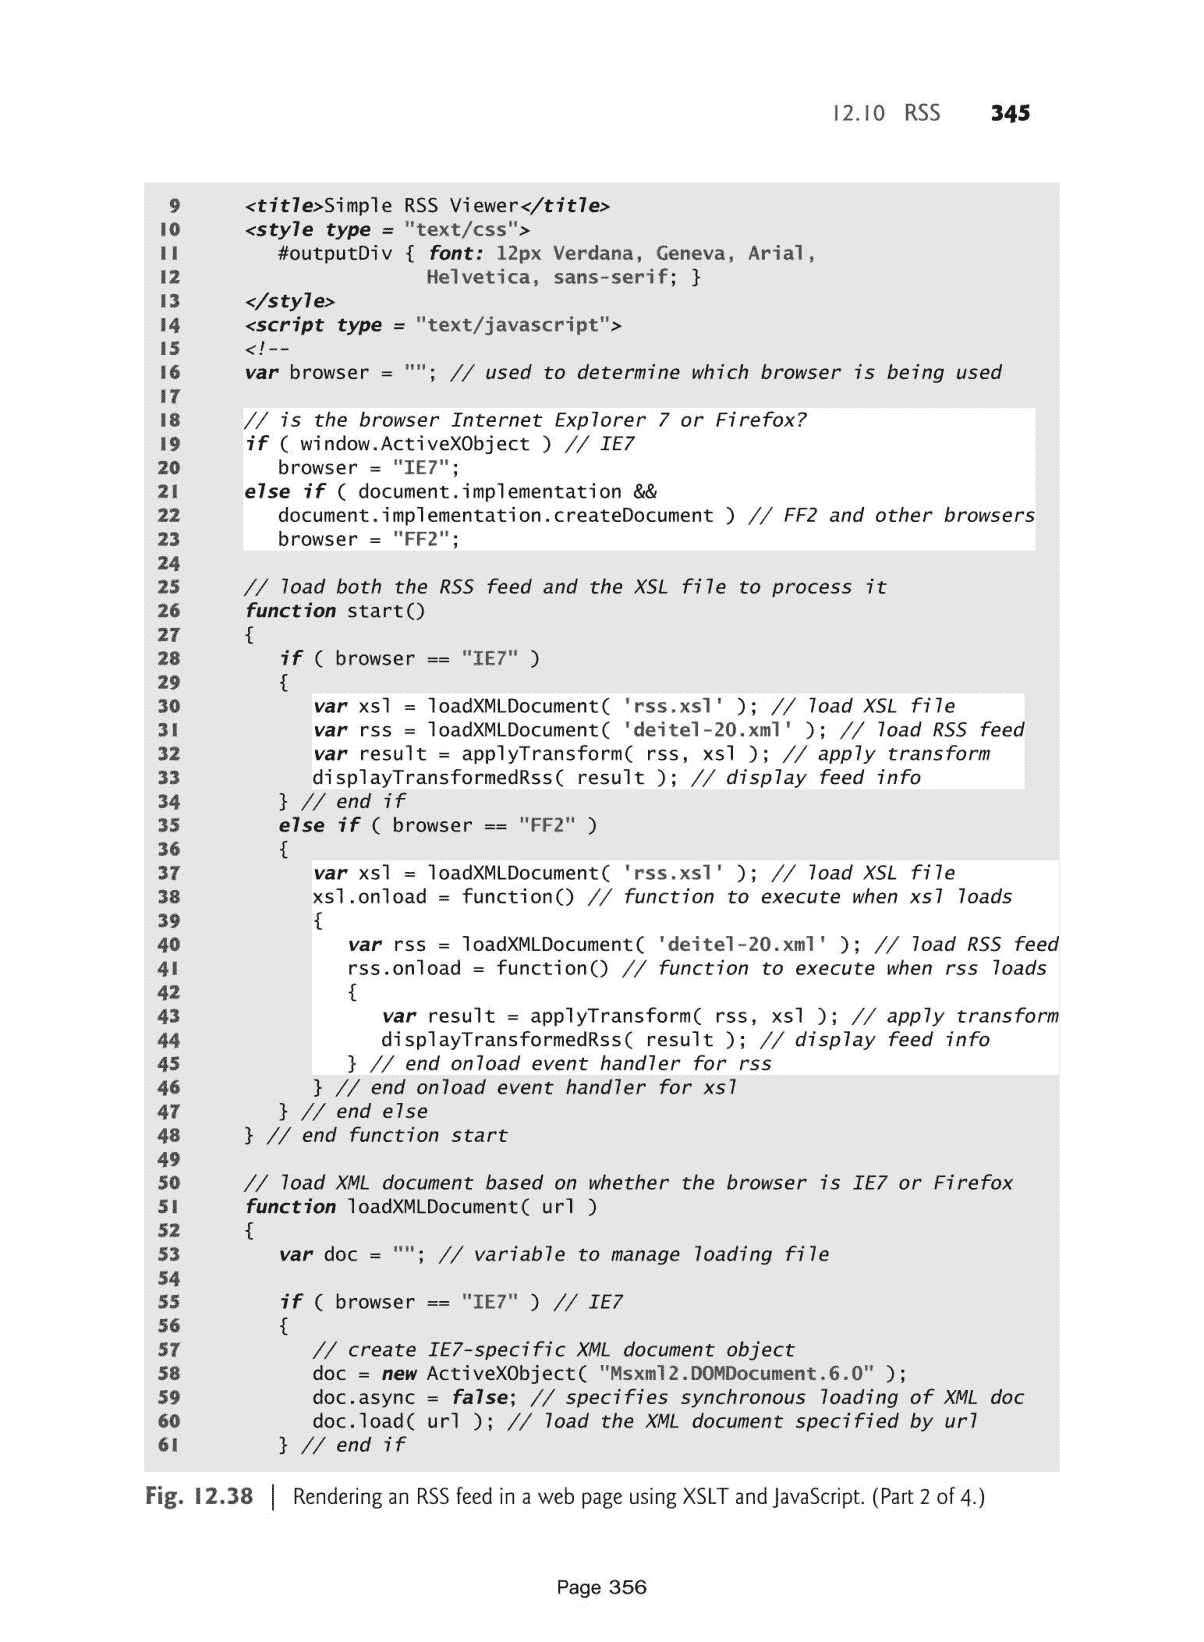 12.10 RSS 345
9 <title>Simple RSS Viewer</title>
10 <style type = "text/css">
11 #outputDiv { font: 12px Verdana, Geneva, Arial,
12 Helvetica, sans-serif; }
13 </style>
14 <script type = "text/javascript">
15 <!--
16 var browser = ""; // used to determine which browser is being used
17
18 // is the browser Internet Explorer 7 or Firefox?
19 if ( window.ActiveXObject ) // IE7
20 browser = "IE7";
21 else if ( document.implementation &&
22 document.implementation.createDocument ) // FF2 and other browsers
23 browser = "FF2";
24
25 // load both the RSS feed and the XSL file to process it
26 function start()
27 {
28 if ( browser == "IE7" )
29 {
30 var xsl = loadXMLDocument( 'rss.xsl' ); // load XSL file
31 var rss = loadXMLDocument( 'deitel-20.xml' ); // load RSS feed
32 var result = applyTransform( rss, xsl ); // apply transform
33 displayTransformedRss( result ); // display feed info
34 } // end if
35 else if ( browser == "FF2" )
36 {
37 var xsl = loadXMLDocument( 'rss.xsl' ); // load XSL file
38 xsl.onload = function() // function to execute when xsl loads
39 {
40 var rss = loadXMLDocument( 'deitel-20.xml' ); // load RSS feed
41 rss.onload = function() // function to execute when rss loads
42 {
43 var result = applyTransform( rss, xsl ); // apply transform
44 displayTransformedRss( result ); // display feed info
45 } // end onload event handler for rss
46 } // end onload event handler for xsl
47 } // end else
48 } // end function start
49
50 // load XML document based on whether the browser is IE7 or Firefox
51 function loadXMLDocument( url )
52 {
53 var doc = ""; // variable to manage loading file
54
55 if ( browser == "IE7" ) // IE7
56 {
57 // create IE7-specific XML document object
58 doc = new ActiveXObject( "Msxml2.DOMDocument.6.0" );
59 doc.async = false; // specifies synchronous loading of XML doc
60 doc.load( url ); // load the XML document specified by url
61 } // end if
Fig. 12.38 | Rendering an RSS feed in a web page using XSLT and JavaScript. (Part 2 of 4.)
Page 356